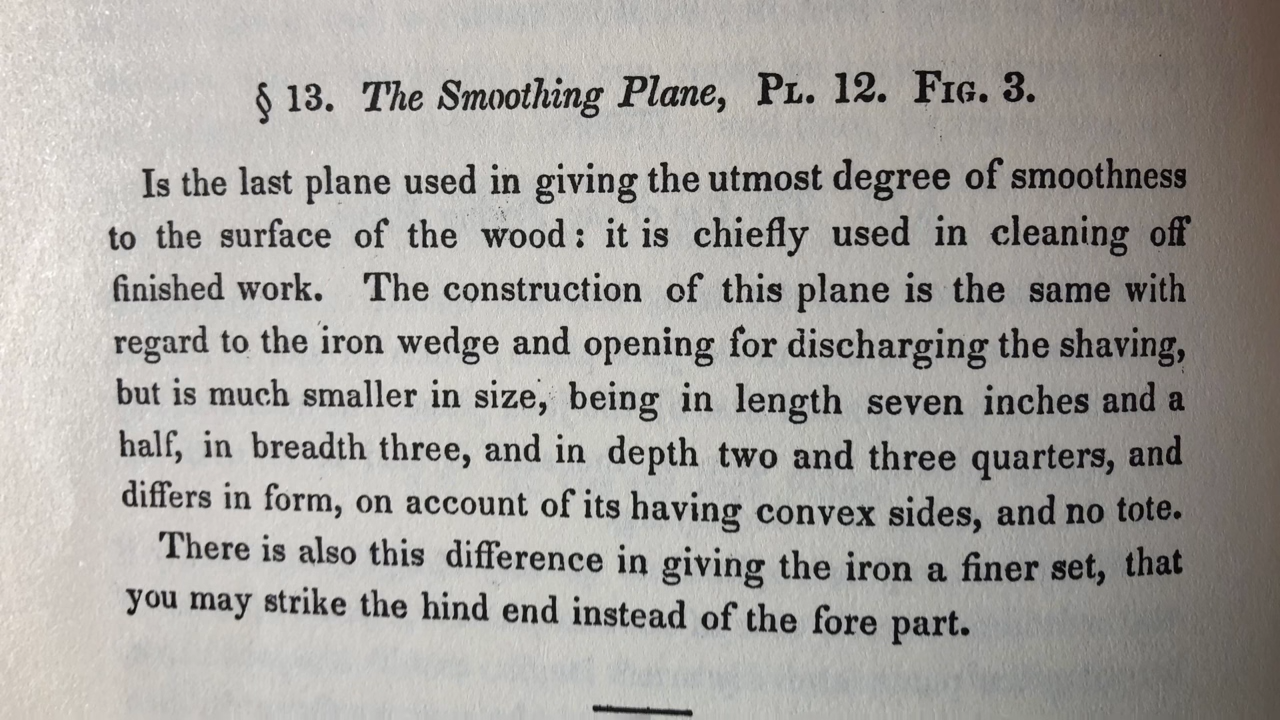 § 13. The Smoothing Plane, Pl. 12. Fig. 3.
Is the last plane used in giving the utmost degree of smoothness
to the surface of the wood : it is chiefly used in cleaning off
finished work. The construction of this plane is the same with
regard to the iron wedge and opening for discharging the shaving,
but is much smaller in size, being in length seven inches and a
half, in breadth three, and in depth two and three quarters, and
differs in form, on account of its having convex sides, and no tote.
There is also this difference in giving the iron a finer set, that
you may strike the hind end instead of the fore part.